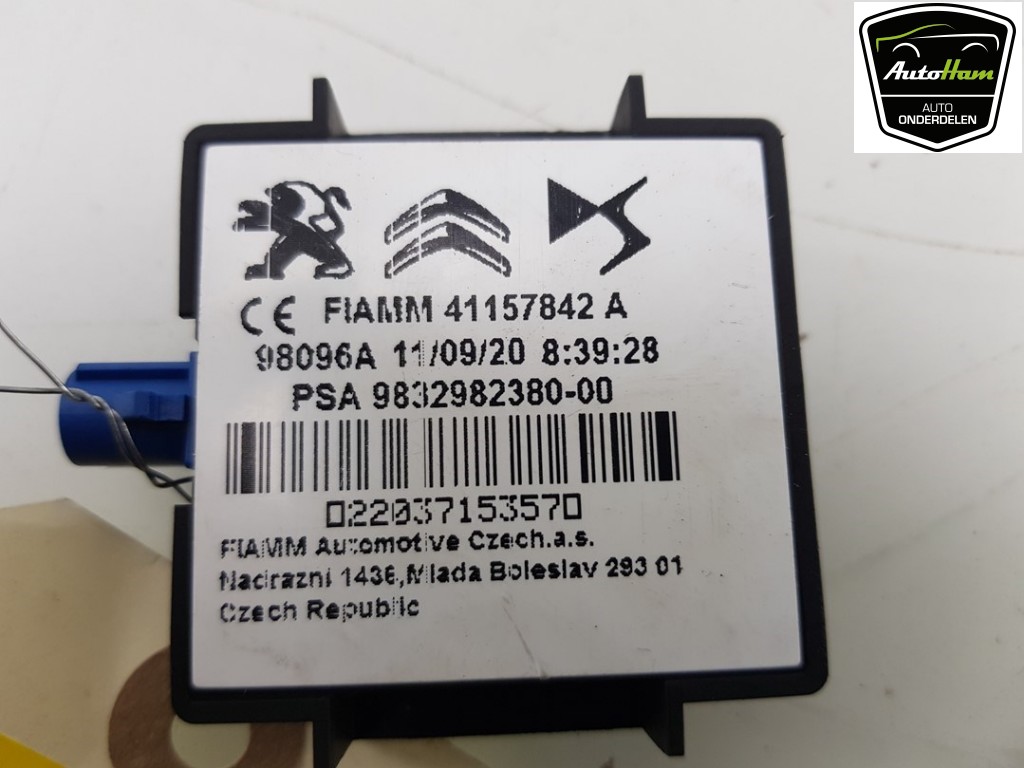 AutoHam
AUTO
ONDERDELEN
CE FIAMM 41157842 A
98096A 11/09/20 8:39:28
PSA 9832982380-00
022037153570
FIAMM Automotive Czech.a.s.
Nadrazni 1436,Mlada Boleslav 293 01
Czech Republic